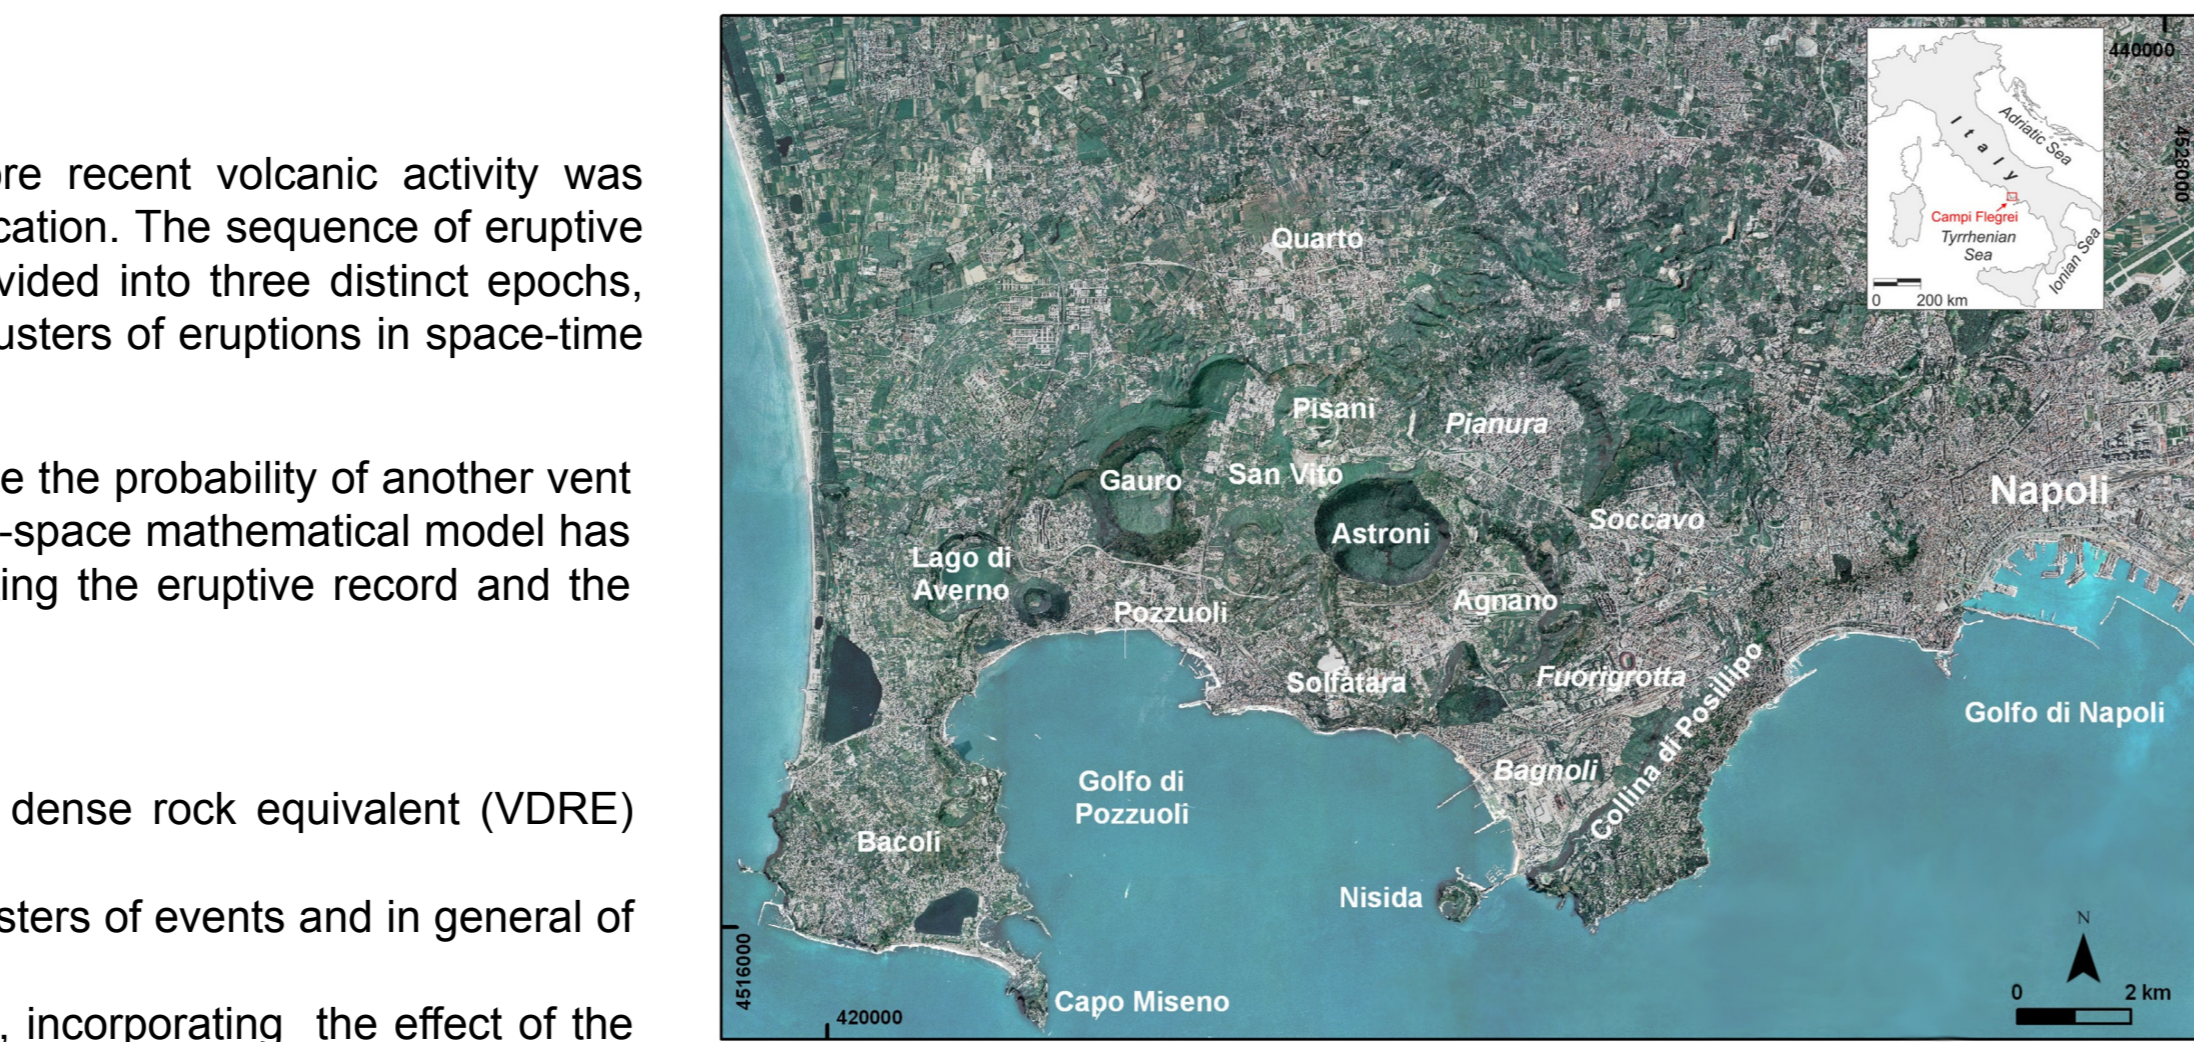 ore recent volcanic activity was
cation. The sequence of eruptive
vided into three distinct epochs,
usters of eruptions in space-time
e the probability of another vent
-space mathematical model has
ing the eruptive record and the
dense rock equivalent (VDRE)
sters of events and in general of
, incorporating the effect of the
440000
4528000
Adriatic Sea
Italy
Campi Flegrei
Tyrrhenian
Sea
Ionian Sea
0 200 km
Quarto
Pisani
Pianura
Gauro
San Vito
Napoli
Astroni
Soccavo
Lago di
Averno
Agnano
Pozzuoli
Solfatara
Fuorigrotta
Collina di Posillipo
Golfo di Napoli
Bagnoli
Golfo di
Pozzuoli
Bacoli
Nisida
N
4516000
Capo Miseno
0 2 km
420000